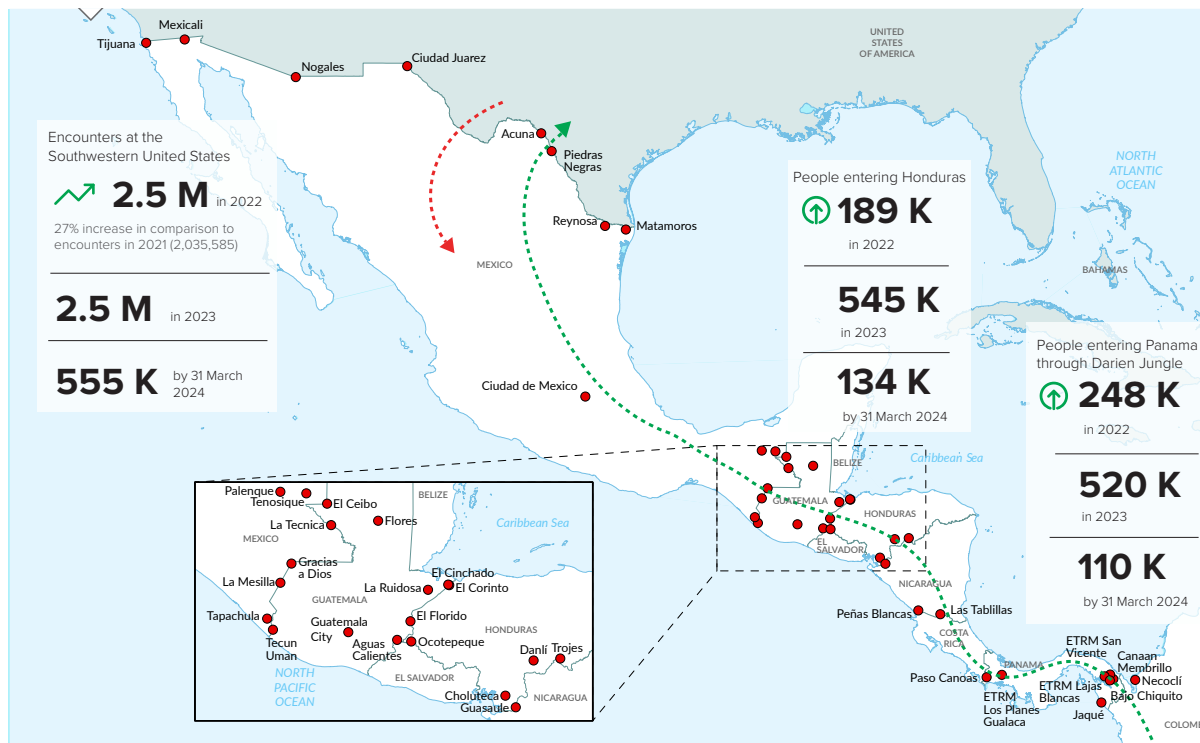 Mexicali
Tijuana
Nogales
Ciudad Juarez
UNITED
STATES
OF AMERICA
Encounters at the
Southwestern United States
2.5 M in 2022
27% increase in comparison to
encounters in 2021 (2,035,585)
2.5 M in 2023
555 K by 31 March
2024
Acuna
Piedras
Negras
Reynosa
Matamoros
MEXICO
Ciudad de Mexico
NORTH
ATLANTIC
OCEAN
BAHAMAS
People entering Honduras
189 K
in 2022
545 K
in 2023
134 K
by 31 March 2024
People entering Panama
through Darien Jungle
248 K
in 2022
520 K
in 2023
110 K
by 31 March 2024
BELIZE
Caribbean Sea
GUATEMALA
HONDURAS
EL
SALVADOR
NICARAGUA
Peñas Blancas
Las Tablillas
COSTA
RICA
Paso Canoas
PANAMA
ETRM
Los Planes
Gualaca
ETRM San
Vicente
Canaan
Membrillo
ETRM Lajas
Blancas
Necoclí
Bajo Chiquito
Jaqué
COLOM
Palenque
Tenosique
El Ceibo
BELIZE
La Tecnica
Flores
Caribbean Sea
MEXICO
Gracias
a Dios
La Mesilla
El Cinchado
El Corinto
La Ruidosa
GUATEMALA
Tapachula
Tecun
Uman
Guatemala
City
El Florido
Aguas
Calientes
Ocotepeque
HONDURAS
Danlí
Trojes
EL SALVADOR
Choluteca
Guasaule
NICARAGUA
NORTH
PACIFIC
OCEAN